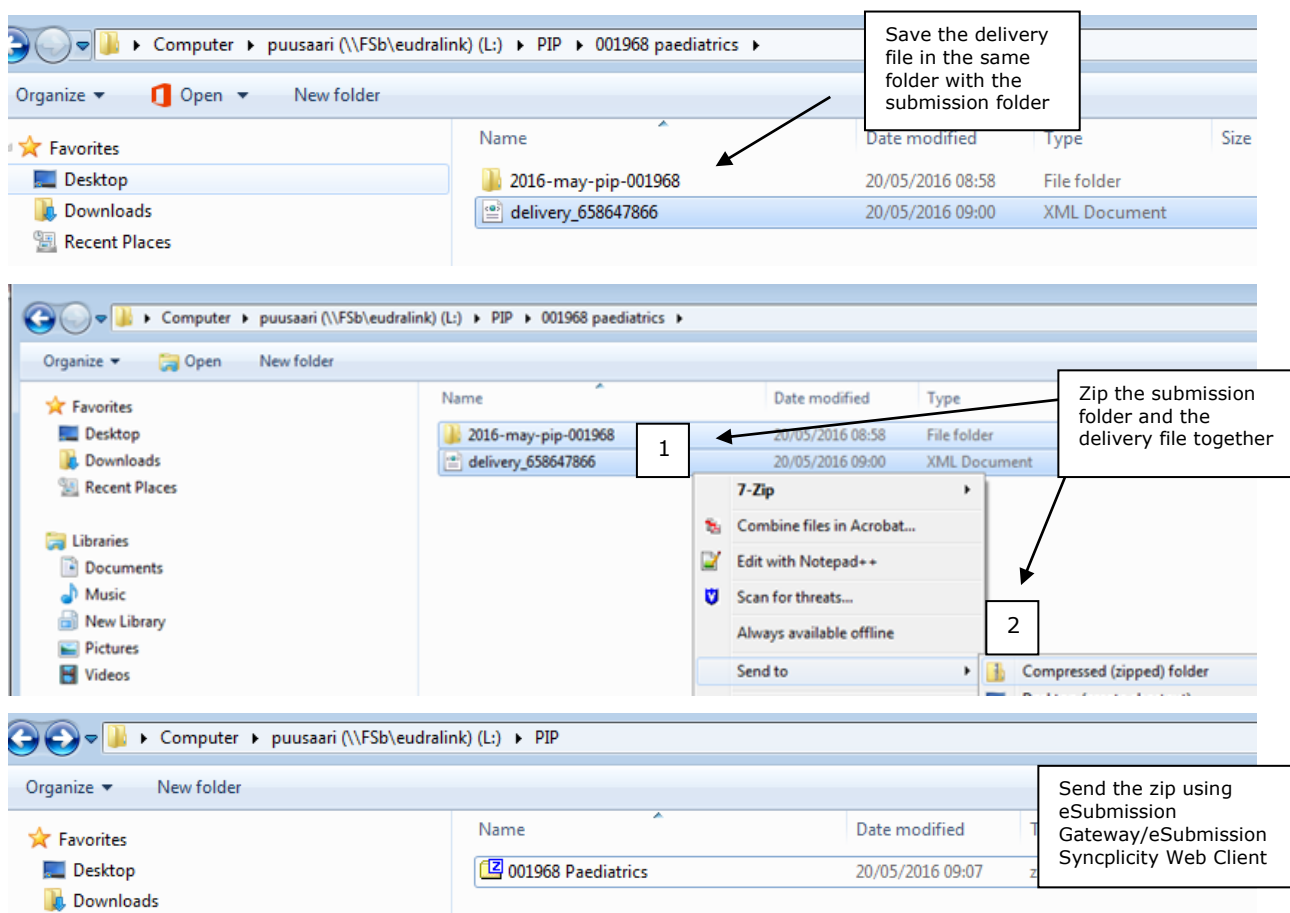 Computer puusaari (\\FSb\eudralink) (L:) PIP 001968 paediatrics
Save the delivery
file in the same
folder with the
submission folder
Organize Open New folder
Name Date modified Type Size
Favorites
Desktop
Downloads
Recent Places
2016-may-pip-001968 20/05/2016 08:58 File folder
delivery_658647866 20/05/2016 09:00 XML Document
Computer puusaari (\\FSb\eudralink) (L:) PIP 001968 paediatrics
Organize Open New folder
Zip the submission
folder and the
delivery file together
Name Date modified Type
Favorites
Desktop
Downloads
Recent Places
2016-may-pip-001968 20/05/2016 08:58 File folder
delivery_658647866 20/05/2016 09:00 XML Document
1
Libraries
Documents
Music
New Library
Pictures
Videos
7-Zip
Combine files in Acrobat...
Edit with Notepad++
Scan for threats...
Always available offline
Send to
2
Compressed (zipped) folder
Computer puusaari (\\FSb\eudralink) (L:) PIP
Organize New folder
Send the zip using
eSubmission
Gateway/eSubmission
Syncplicity Web Client
Name Date modified
Favorites
Desktop
Downloads
001968 Paediatrics 20/05/2016 09:07